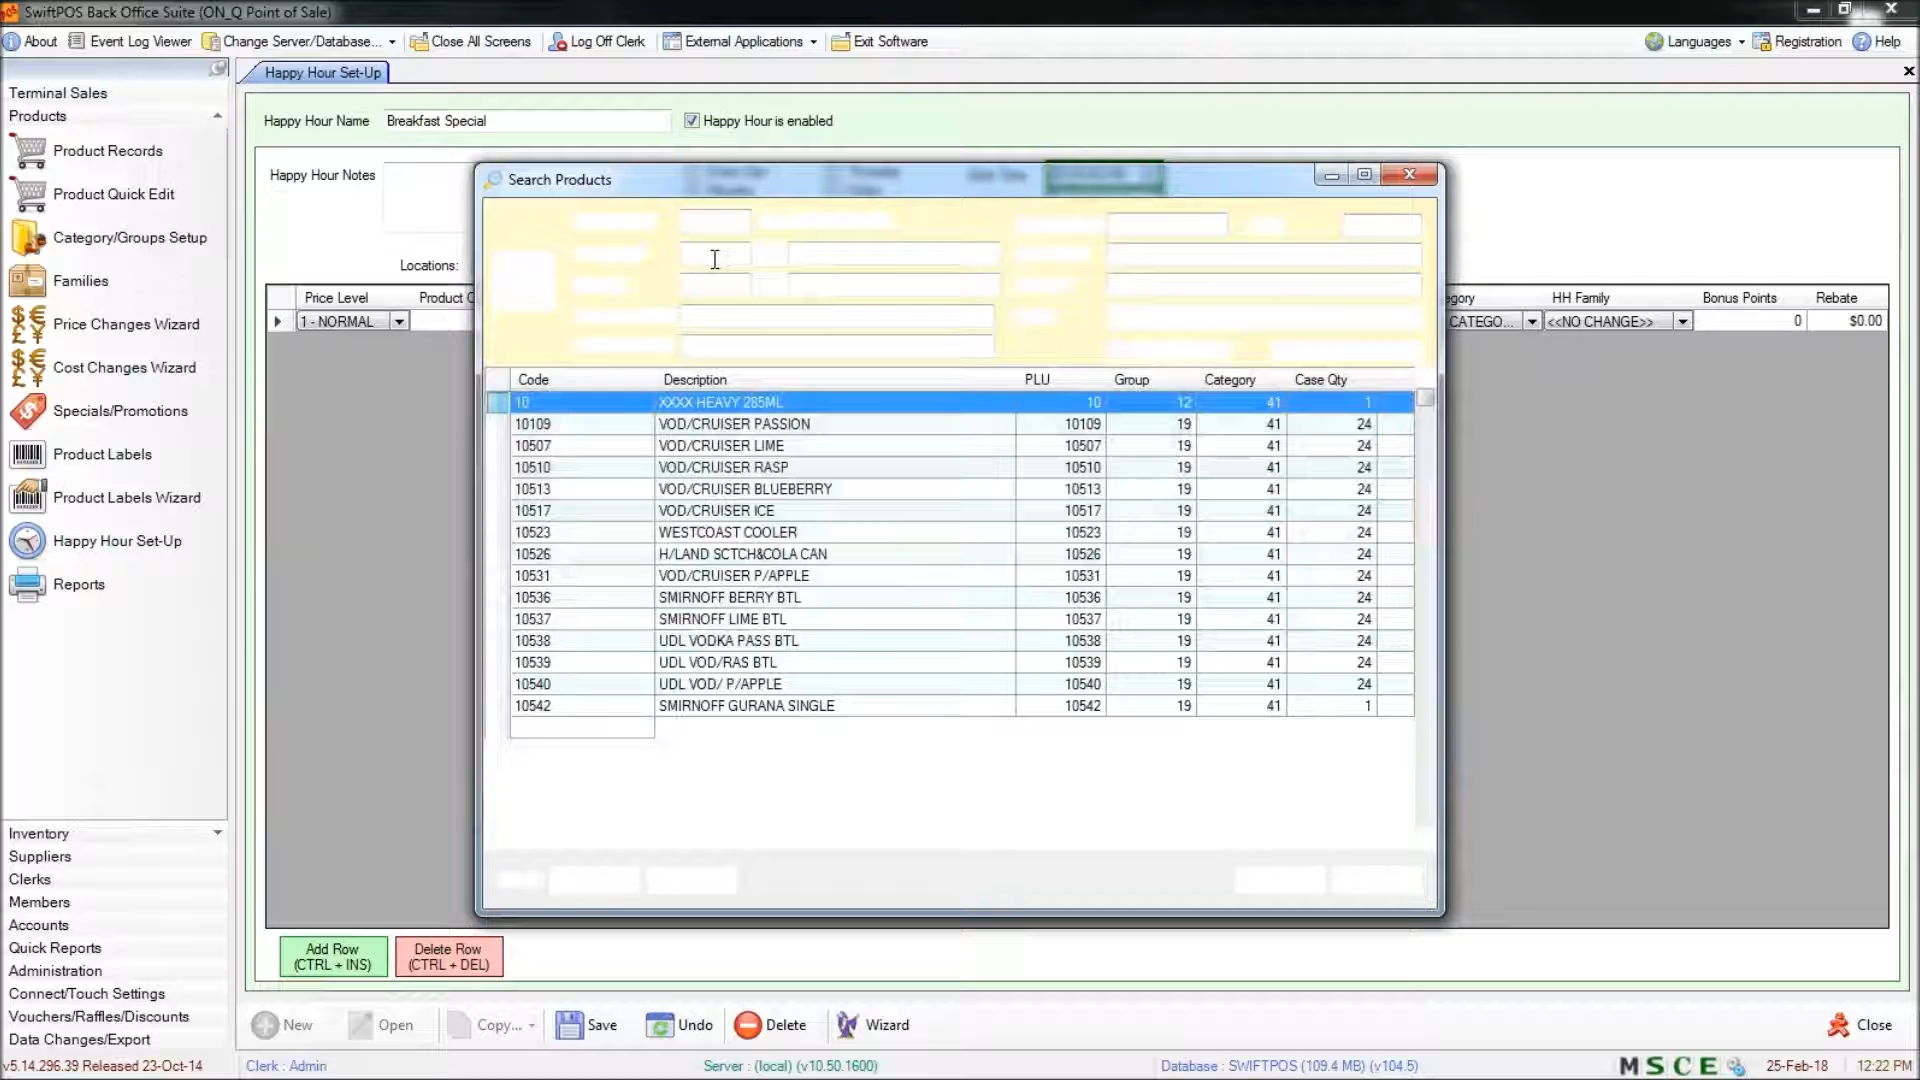 SwiftPOS Back Office Suite (ON_Q Point of Sale)
About Event Log Viewer Change Server/Database... Close All Screens Log Off Clerk External Applications Exit Software Languages Registration Help
Happy Hour Set-Up
Terminal Sales
Products
Product Records
Product Quick Edit
Category/Groups Setup
Families
Price Changes Wizard
Cost Changes Wizard
Specials/Promotions
Product Labels
Product Labels Wizard
Happy Hour Set-Up
Reports
Inventory
Suppliers
Clerks
Members
Accounts
Quick Reports
Administration
Connect/Touch Settings
Vouchers/Raffles/Discounts
Data Changes/Export
Happy Hour Name Breakfast Special Happy Hour is enabled
Happy Hour Notes
Locations:
Price Level Product C
1 - NORMAL
egory HH Family Bonus Points Rebate
CATEGO... <<NO CHANGE>> 0 $0.00
Search Products
Code Description PLU Group Category Case Qty
10 XXXX HEAVY 285ML 10 12 41 1
10109 VOD/CRUISER PASSION 10109 19 41 24
10507 VOD/CRUISER LIME 10507 19 41 24
10510 VOD/CRUISER RASP 10510 19 41 24
10513 VOD/CRUISER BLUEBERRY 10513 19 41 24
10517 VOD/CRUISER ICE 10517 19 41 24
10523 WESTCOAST COOLER 10523 19 41 24
10526 H/LAND SCTCH&COLA CAN 10526 19 41 24
10531 VOD/CRUISER P/APPLE 10531 19 41 24
10536 SMIRNOFF BERRY BTL 10536 19 41 24
10537 SMIRNOFF LIME BTL 10537 19 41 24
10538 UDL VODKA PASS BTL 10538 19 41 24
10539 UDL VOD/RAS BTL 10539 19 41 24
10540 UDL VOD/ P/APPLE 10540 19 41 24
10542 SMIRNOFF GURANA SINGLE 10542 19 41 1
Add Row
(CTRL + INS)
Delete Row
(CTRL + DEL)
New Open Copy... Save Undo Delete Wizard Close
v5.14.296.39 Released 23-Oct-14 Clerk : Admin Server : (local) (v10.50.1600) Database : SWIFTPOS (109.4 MB) (v104.5) M S C E 25-Feb-18 12:22 PM